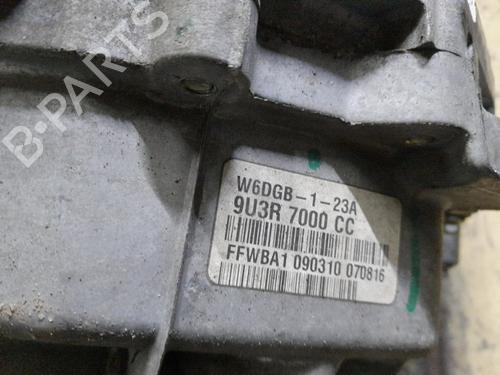 B-PARTS
W6DGB-1-23A
9U3R 7000 CC
FFWBA1 090310 070816